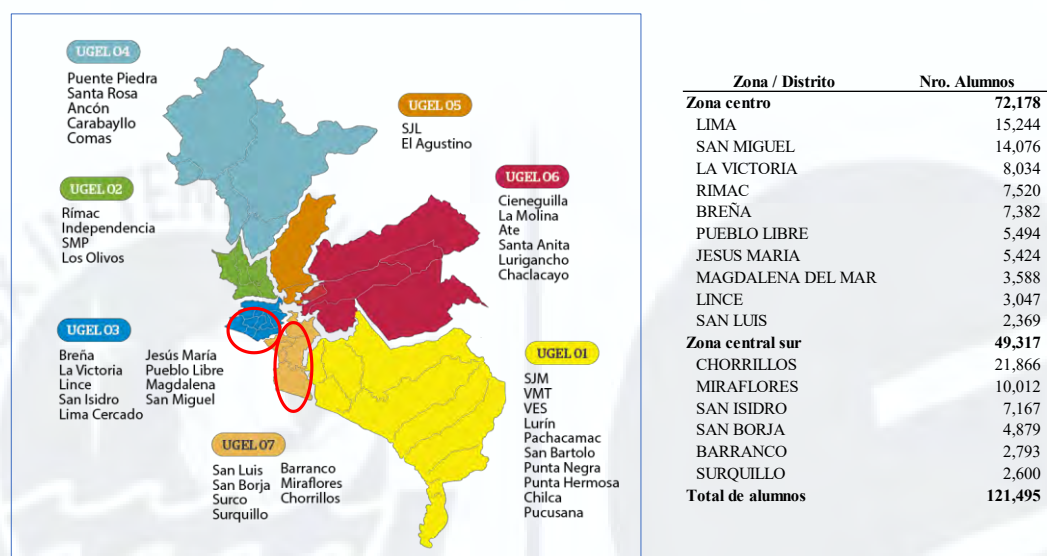 UGEL 04
Puente Piedra
Santa Rosa
Ancón
Carabayllo
Comas
UGEL 05
SJL
El Agustino
UGEL 02
Rímac
Independencia
SMP
Los Olivos
UGEL 06
Cieneguilla
La Molina
Ate
Santa Anita
Lurigancho
Chaclacayo
UGEL 03
Breña
La Victoria
Lince
San Isidro
Lima Cercado
Jesús María
Pueblo Libre
Magdalena
San Miguel
UGEL 01
SJM
VMT
VES
Lurín
Pachacamac
San Bartolo
Punta Negra
Punta Hermosa
Chilca
Pucusana
UGEL 07
San Luis
San Borja
Surco
Surquillo
Barranco
Miraflores
Chorrillos
Zona / Distrito Nro. Alumnos
Zona centro 72,178
LIMA 15,244
SAN MIGUEL 14,076
LA VICTORIA 8,034
RIMAC 7,520
BREÑA 7,382
PUEBLO LIBRE 5,494
JESUS MARIA 5,424
MAGDALENA DEL MAR 3,588
LINCE 3,047
SAN LUIS 2,369
Zona central sur 49,317
CHORRILLOS 21,866
MIRAFLORES 10,012
SAN ISIDRO 7,167
SAN BORJA 4,879
BARRANCO 2,793
SURQUILLO 2,600
Total de alumnos 121,495